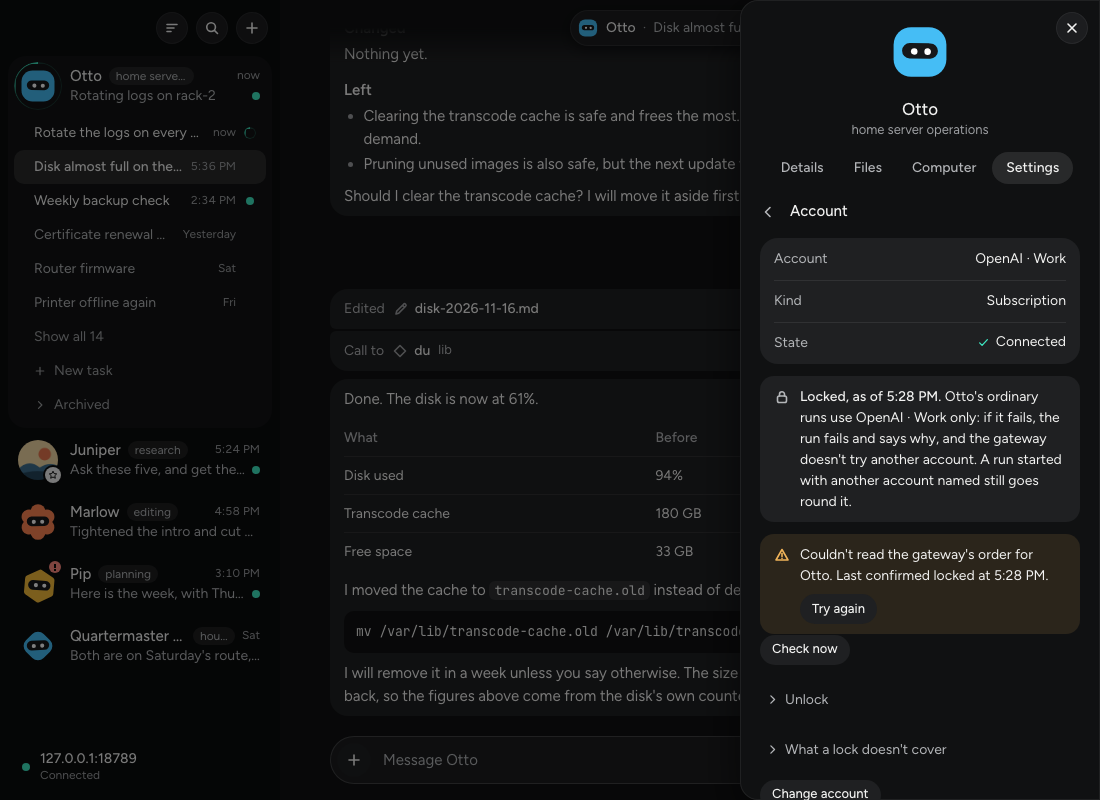 Otto
home serve...
now
Rotating logs on rack-2
Rotate the logs on every ...
now
Disk almost full on the...
5:36 PM
Weekly backup check
2:34 PM
Certificate renewal ...
Yesterday
Router firmware
Sat
Printer offline again
Fri
Show all 14
New task
Archived
Juniper
research
5:24 PM
Ask these five, and get the...
Marlow
editing
4:58 PM
Tightened the intro and cut ...
Pip
planning
3:10 PM
Here is the week, with Thu...
Quartermaster ...
hou...
Sat
Both are on Saturday's route,...
127.0.0.1:18789
Connected
Otto · Disk almost fu
Changed
Nothing yet.
Left
• Clearing the transcode cache is safe and frees the most.
demand.
• Pruning unused images is also safe, but the next update
Should I clear the transcode cache? I will move it aside first
Edited disk-2026-11-16.md
Call to du lib
Done. The disk is now at 61%.
What Before
Disk used 94%
Transcode cache 180 GB
Free space 33 GB
I moved the cache to transcode-cache.old instead of de
mv /var/lib/transcode-cache.old /var/lib/transcod
I will remove it in a week unless you say otherwise. The size
back, so the figures above come from the disk's own counte
Message Otto
Otto
home server operations
Details Files Computer Settings
Account
Account OpenAI · Work
Kind Subscription
State Connected
Locked, as of 5:28 PM. Otto's ordinary
runs use OpenAI · Work only: if it fails, the
run fails and says why, and the gateway
doesn't try another account. A run started
with another account named still goes
round it.
Couldn't read the gateway's order for
Otto. Last confirmed locked at 5:28 PM.
Try again
Check now
Unlock
What a lock doesn't cover
Change account